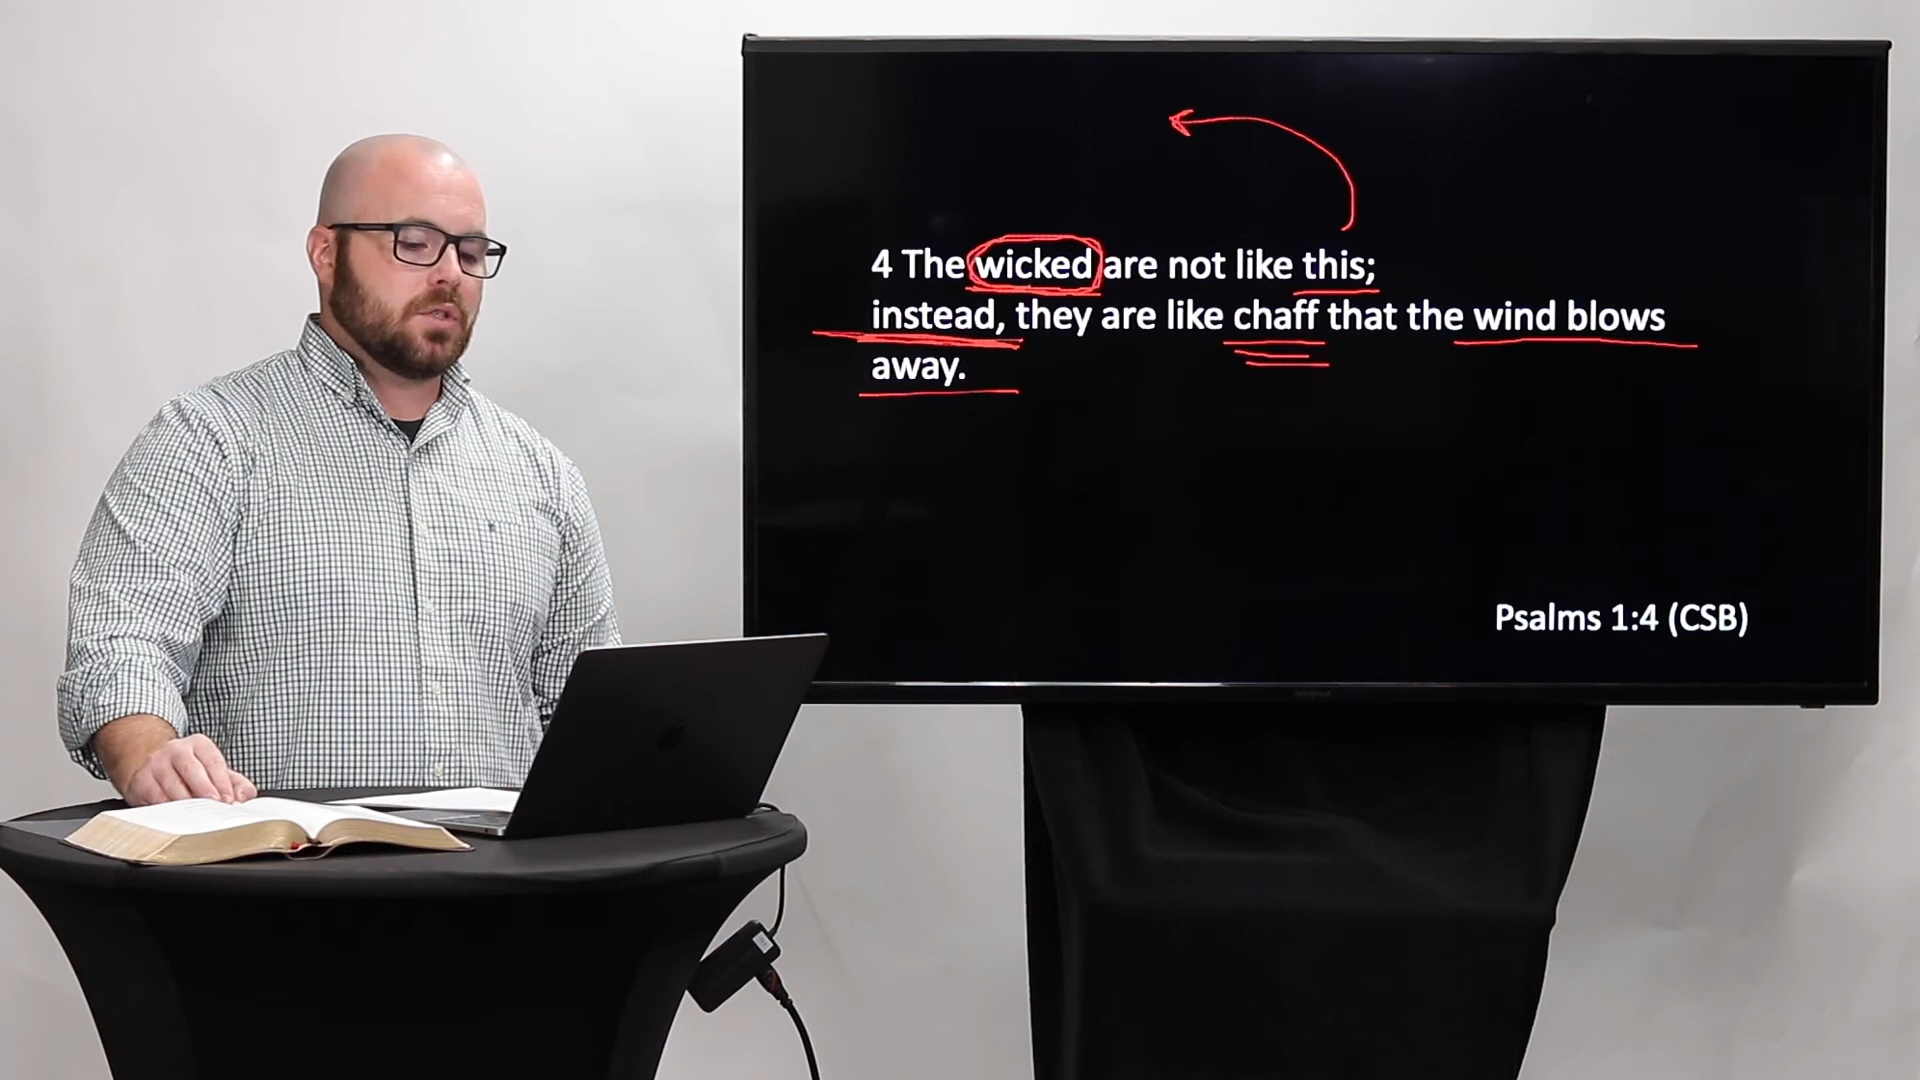 4 The wicked are not like this;
instead, they are like chaff that the wind blows
away.
Psalms 1:4 (CSB)